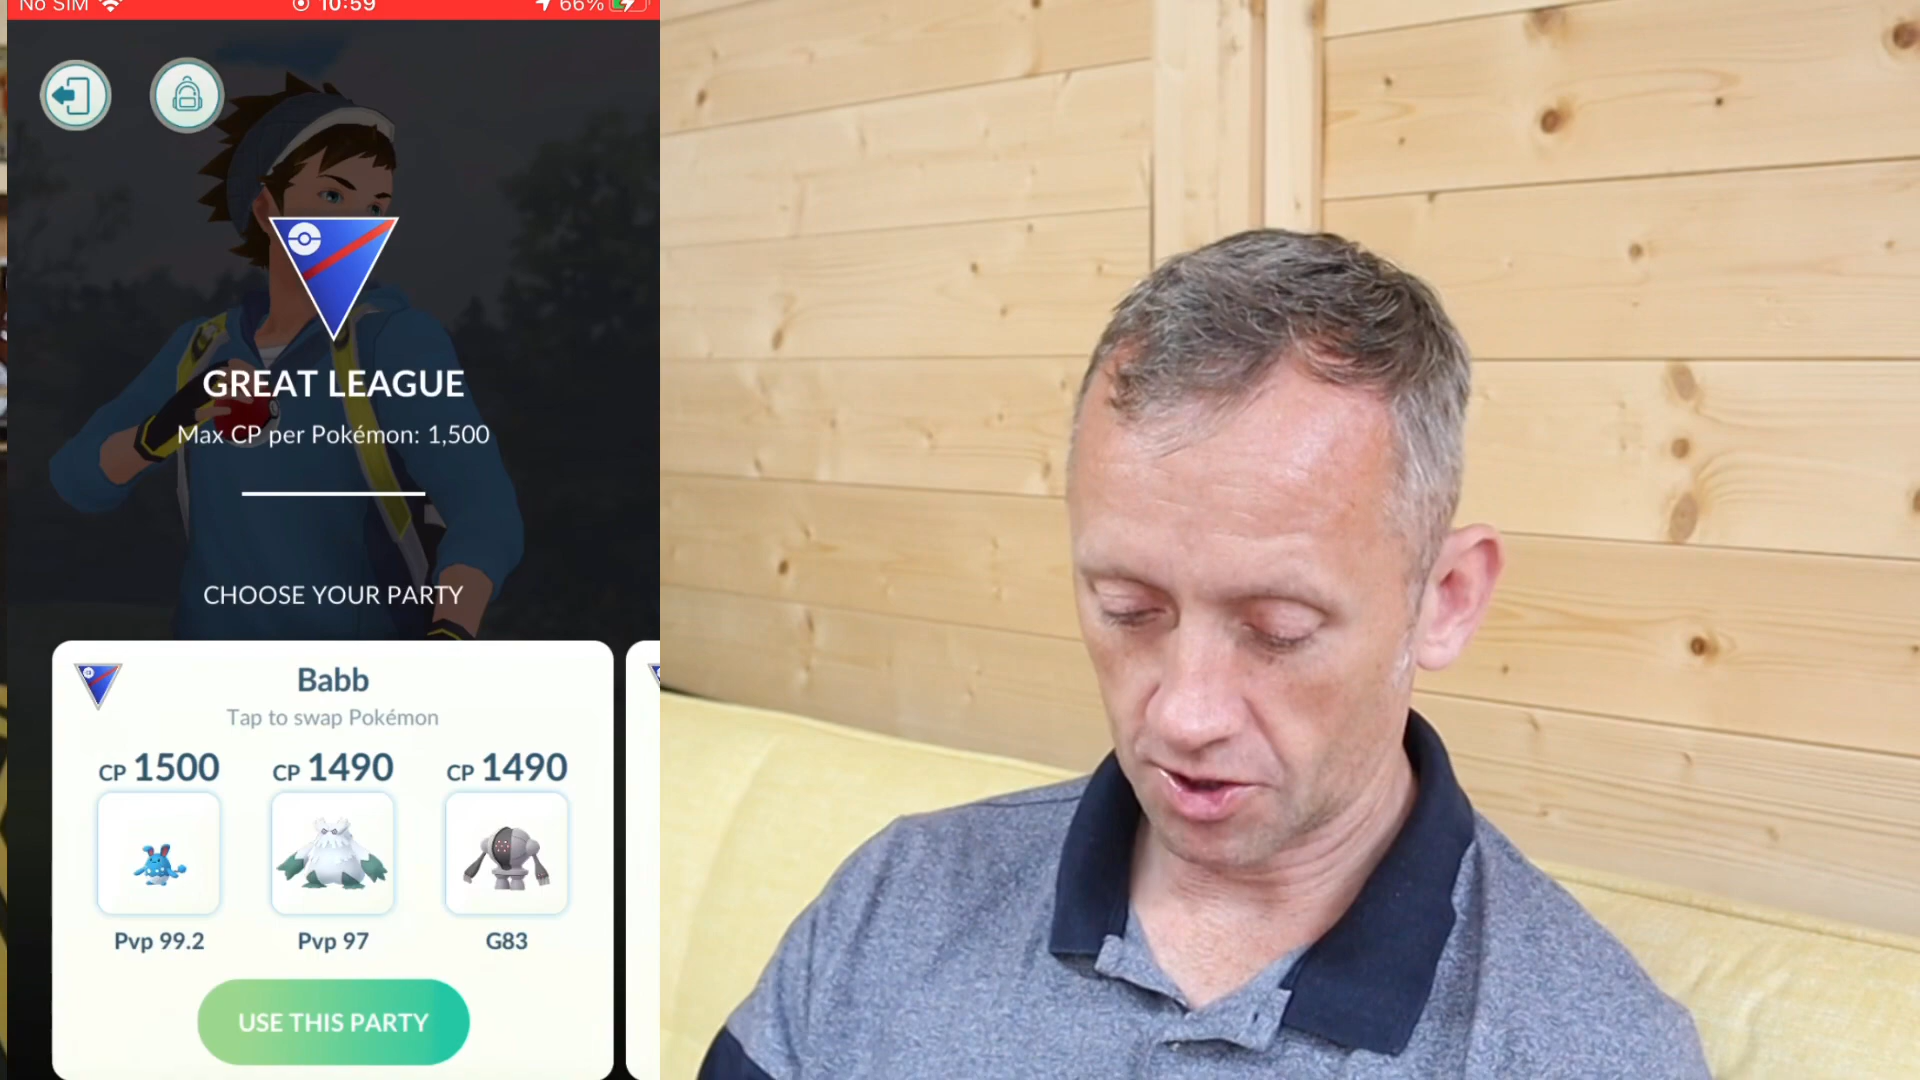 No SIM 10:59 66%
GREAT LEAGUE
Max CP per Pokémon: 1,500
CHOOSE YOUR PARTY
Babb
Tap to swap Pokémon
CP 1500 CP 1490 CP 1490
Pvp 99.2 Pvp 97 G83
USE THIS PARTY